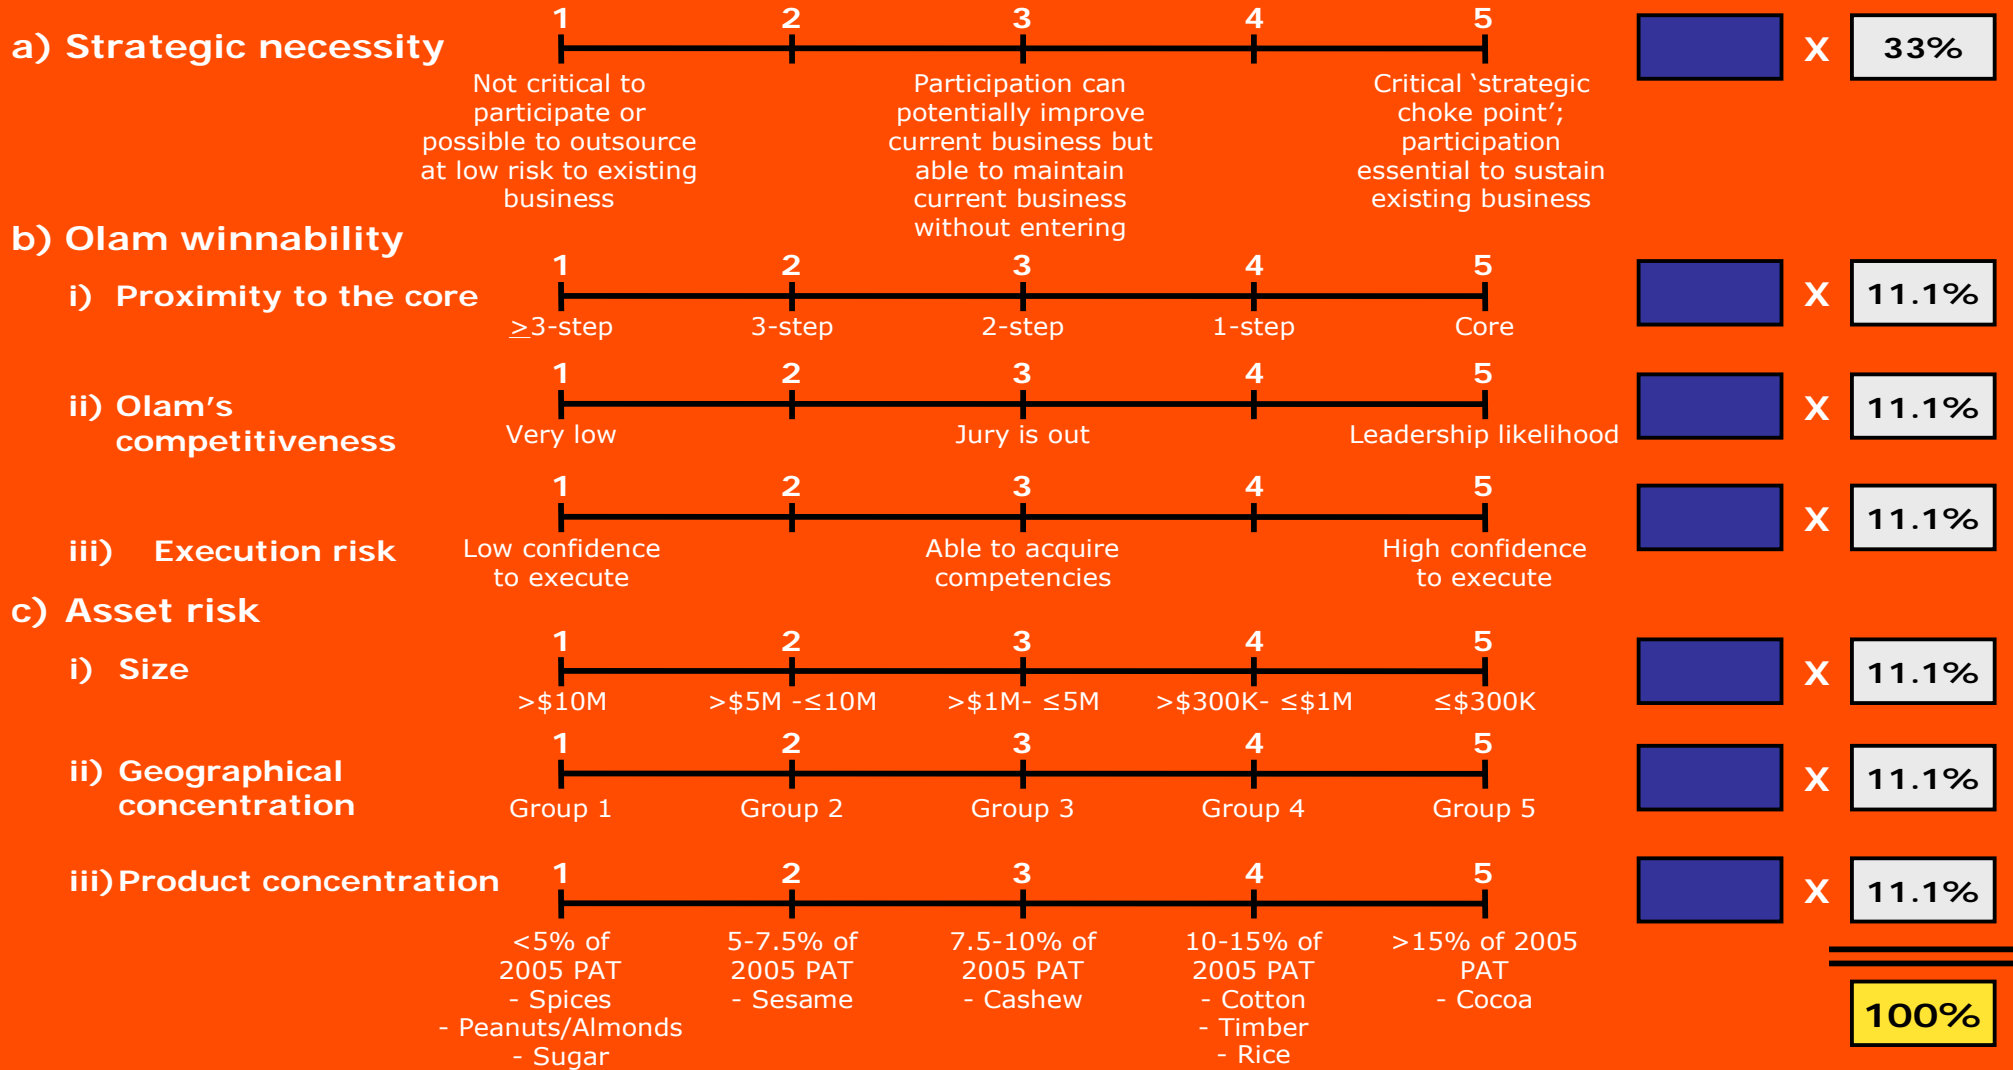 1 2 3 4 5
a) Strategic necessity X 33%
Not critical to
participate or
possible to outsource
at low risk to existing
business
Participation can
potentially improve
current business but
able to maintain
current business
without entering
Critical ‘strategic
choke point’;
participation
essential to sustain
existing business
b) Olam winnability
1 2 3 4 5
i) Proximity to the core X 11.1%
≥3-step 3-step 2-step 1-step Core
1 2 3 4 5
ii) Olam’s
competitiveness
X 11.1%
Very low Jury is out Leadership likelihood
1 2 3 4 5
X 11.1%
iii) Execution risk
Low confidence
to execute
Able to acquire
competencies
High confidence
to execute
c) Asset risk
1 2 3 4 5
i) Size X 11.1%
>$10M >$5M -≤10M >$1M- ≤5M >$300K- ≤$1M ≤$300K
1 2 3 4 5
ii) Geographical
concentration
X 11.1%
Group 1 Group 2 Group 3 Group 4 Group 5
1 2 3 4 5
iii) Product concentration X 11.1%
<5% of
2005 PAT
- Spices
- Peanuts/Almonds
- Sugar
5-7.5% of
2005 PAT
- Sesame
7.5-10% of
2005 PAT
- Cashew
10-15% of
2005 PAT
- Cotton
- Timber
- Rice
>15% of 2005
PAT
- Cocoa
100%